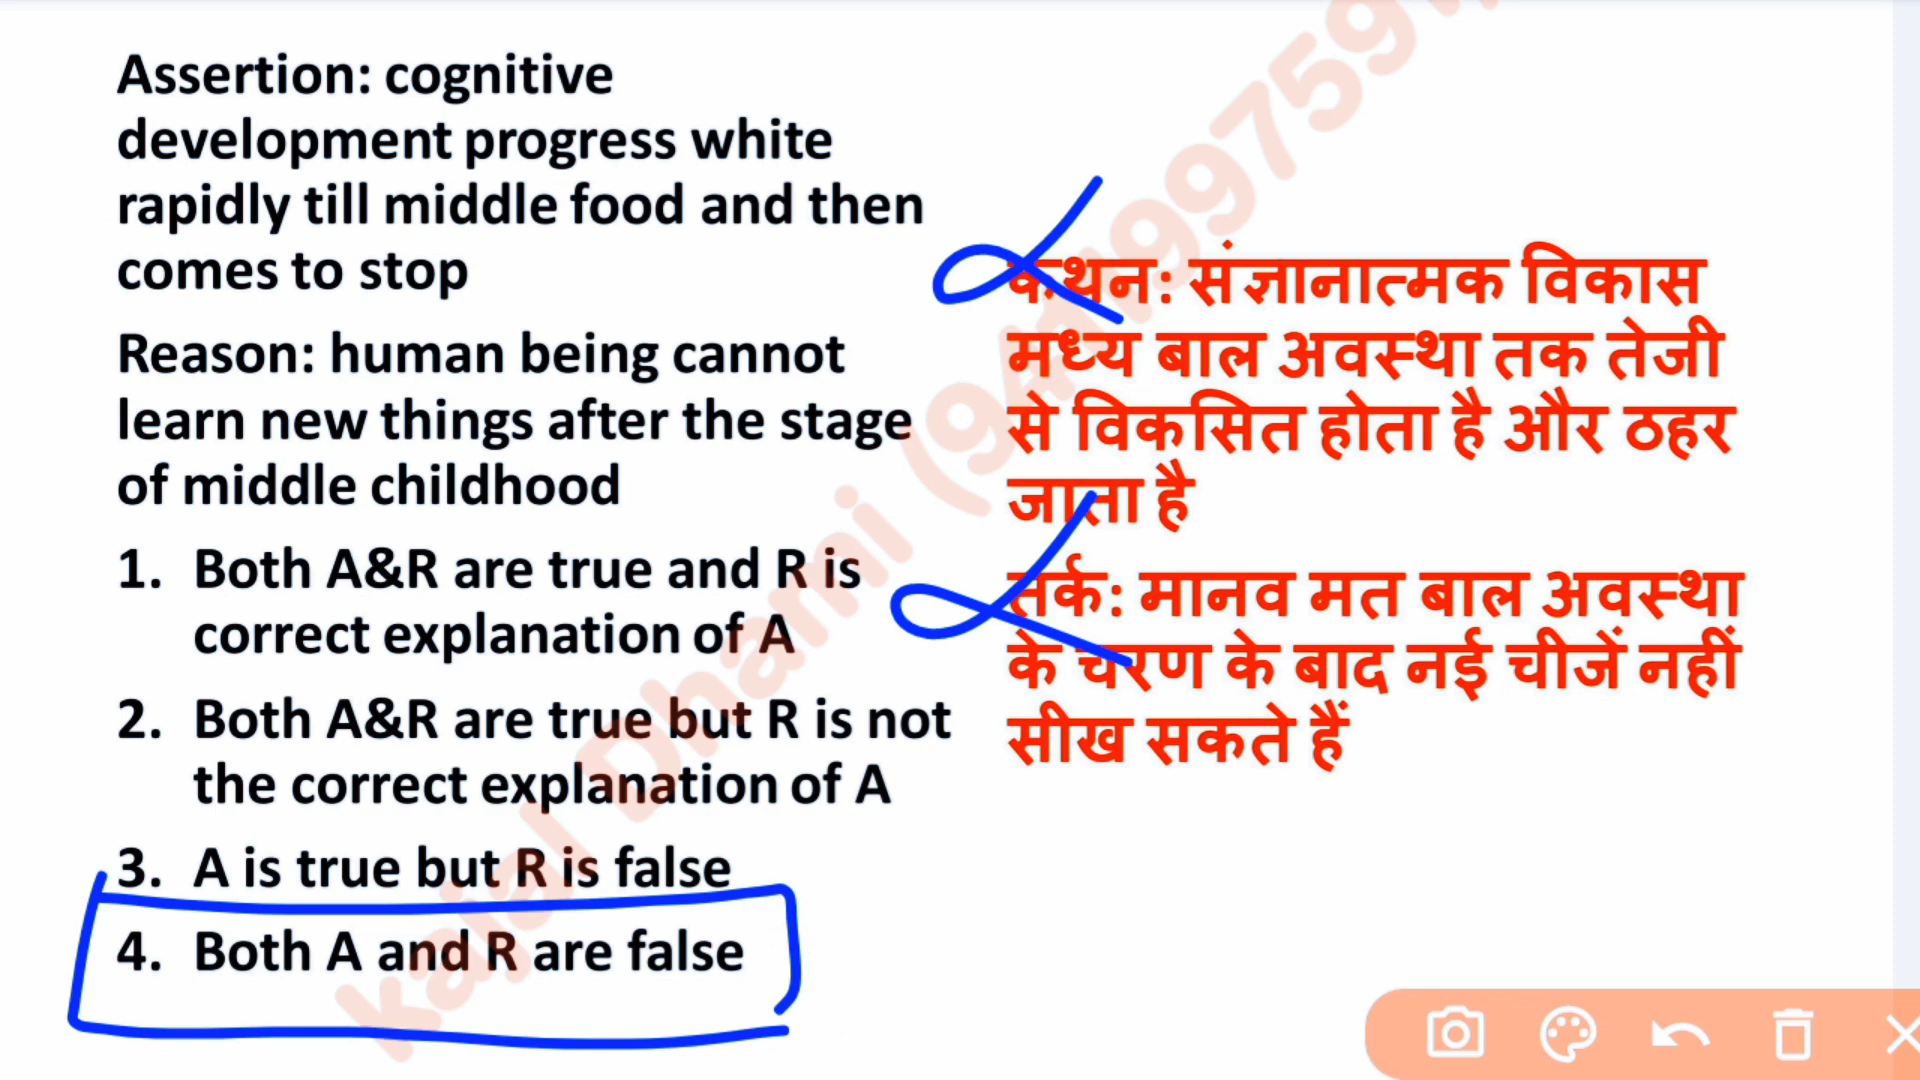 Assertion: cognitive
development progress white
rapidly till middle food and then
comes to stop
Reason: human being cannot
learn new things after the stage
of middle childhood
1. Both A&R are true and R is
correct explanation of A
2. Both A&R are true but R is not
the correct explanation of A
3. A is true but R is false
4. Both A and R are false
कथन: संज्ञानात्मक विकास
मध्य बाल अवस्था तक तेजी
से विकसित होता है और ठहर
जाता है
तर्क: मानव मत बाल अवस्था
के चरण के बाद नई चीजें नहीं
सीख सकते हैं
kajal Dhami